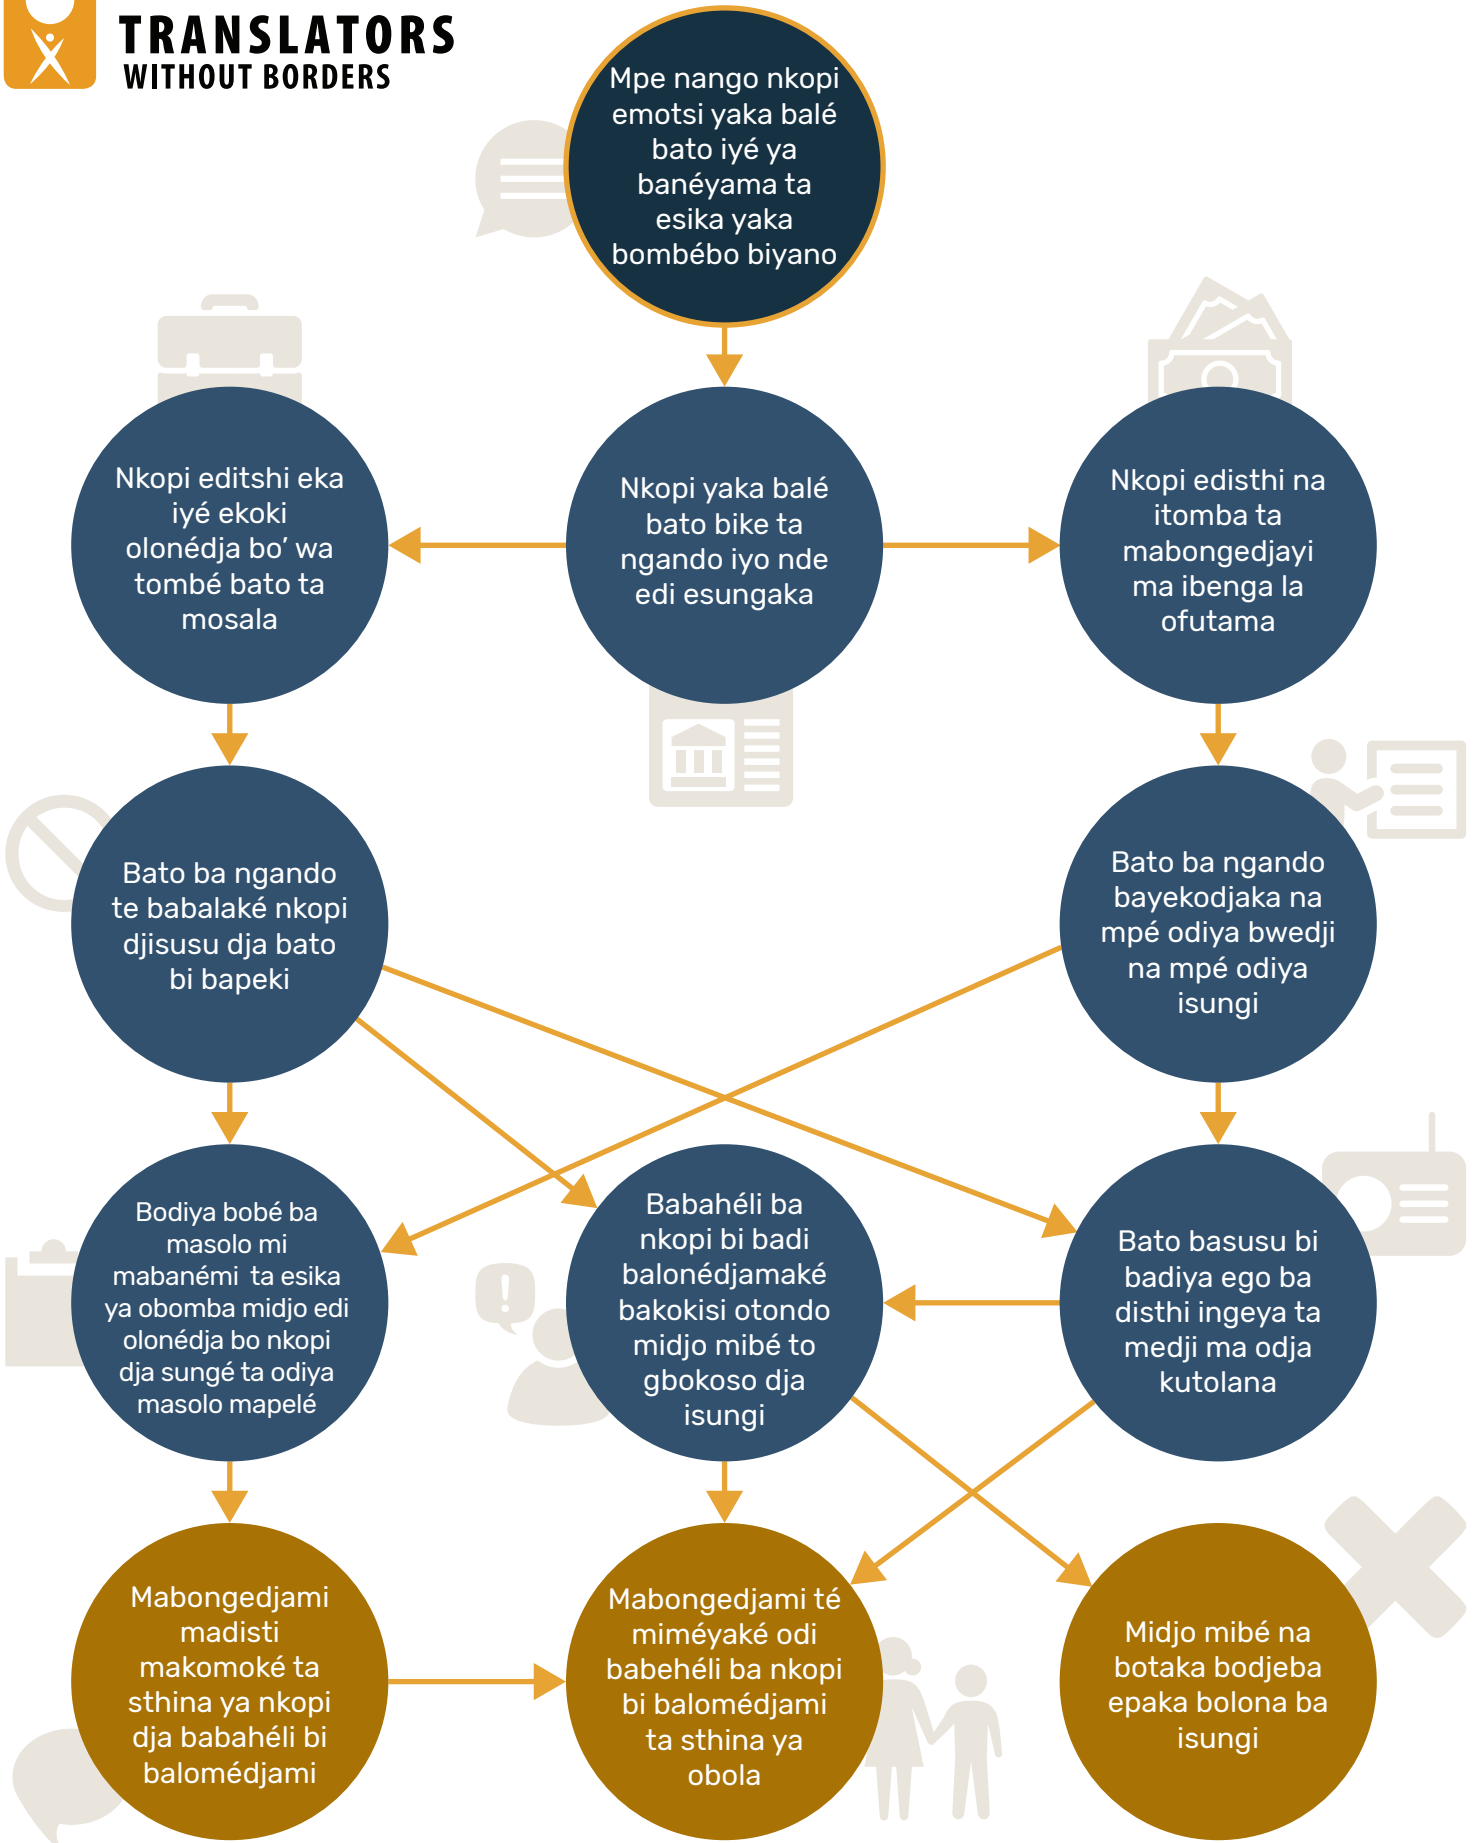 TRANSLATORS
WITHOUT BORDERS
Mpe nango nkopi
emotsi yaka balé
bato iyé ya
banéyama ta
esika yaka
bombébo biyano
Nkopi editshi eka
iyé ekoki
olonédja bo' wa
tombé bato ta
mosala
Nkopi yaka balé
bato bike ta
ngando iyo nde
edi esungaka
Nkopi edisthi na
itomba ta
mabongedjayi
ma ibenga la
ofutama
Bato ba ngando
te babalaké nkopi
djisusu dja bato
bi bapeki
Bato ba ngando
bayekodjaka na
mpé odiya bwedji
na mpé odiya
isungi
Bodiya bobé ba
masolo mi
mabanémi ta esika
ya obomba midjo edi
olonédja bo nkopi
dja sungé ta odiya
masolo mapelé
Babahéli ba
nkopi bi badi
balonédjamaké
bakokisi otondo
midjo mibé to
gbokoso dja
isungi
Bato basusu bi
badiya ego ba
disthi ingeya ta
medji ma odja
kutolana
Mabongedjami
madisti
makomoké ta
sthina ya nkopi
dja babahéli bi
balomédjami
Mabongedjami té
miméyaké odi
babehéli ba nkopi
bi balomédjami
ta sthina ya
obola
Midjo mibé na
botaka bodjeba
epaka bolona ba
isungi